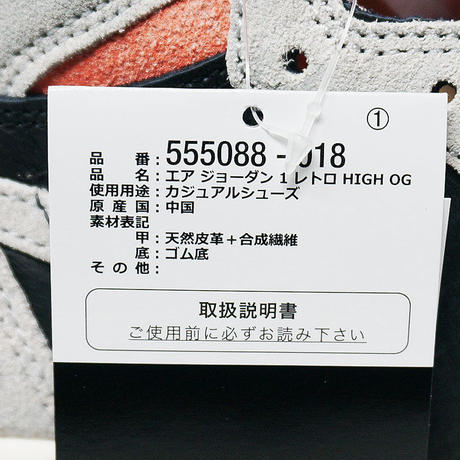 ①
品番：555088 - 018
品名：エア ジョーダン 1 レトロ HIGH OG
使用用途：カジュアルシューズ
原産国：中国
素材表記
甲：天然皮革＋合成繊維
底：ゴム底
その他：
取扱説明書
ご使用前に必ずお読み下さい